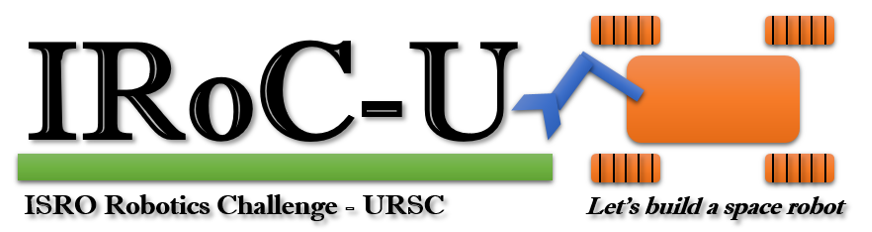 IRoC-U
ISRO Robotics Challenge - URSC
Let's build a space robot